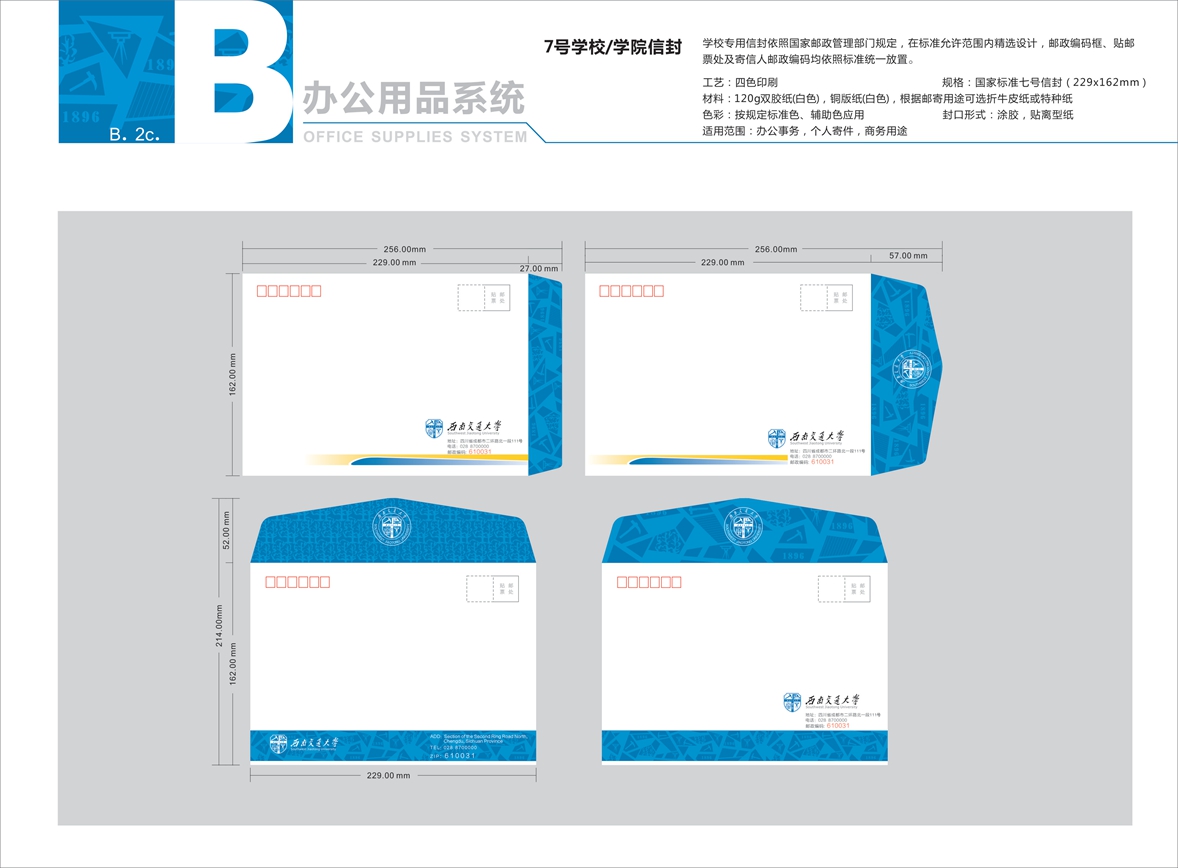 B
1896
189
B. 2c.
办公用品系统
OFFICE SUPPLIES SYSTEM
7号学校/学院信封
学校专用信封依照国家邮政管理部门规定，在标准允许范围内精选设计，邮政编码框、贴邮
票处及寄信人邮政编码均依照标准统一放置。
工艺：四色印刷
规格：国家标准七号信封（229x162mm）
材料：120g双胶纸(白色)，铜版纸(白色)，根据邮寄用途可选折牛皮纸或特种纸
色彩：按规定标准色、辅助色应用
封口形式：涂胶，贴离型纸
适用范围：办公事务，个人寄件，商务用途
256.00mm
229.00 mm
27.00 mm
162.00 mm
贴 邮
票 处
西南交通大学
Southwest Jiaotong University
地址：四川省成都市二环路北一段111号
电话：028 8700000
邮政编码：610031
256.00mm
229.00 mm
57.00 mm
贴 邮
票 处
西南交通大学
Southwest Jiaotong University
地址：四川省成都市二环路北一段111号
电话：028 8700000
邮政编码：610031
52.00 mm
214.00mm
162.00 mm
贴 邮
票 处
西南交通大学
Southwest Jiaotong University
ADD: Section of the Second Ring Road North,
Chengdu, Sichuan Province
TEL: 028 8700000
ZIP: 610031
229.00 mm
1896
1896
贴 邮
票 处
西南交通大学
Southwest Jiaotong University
地址：四川省成都市二环路北一段111号
电话：028 8700000
邮政编码：610031